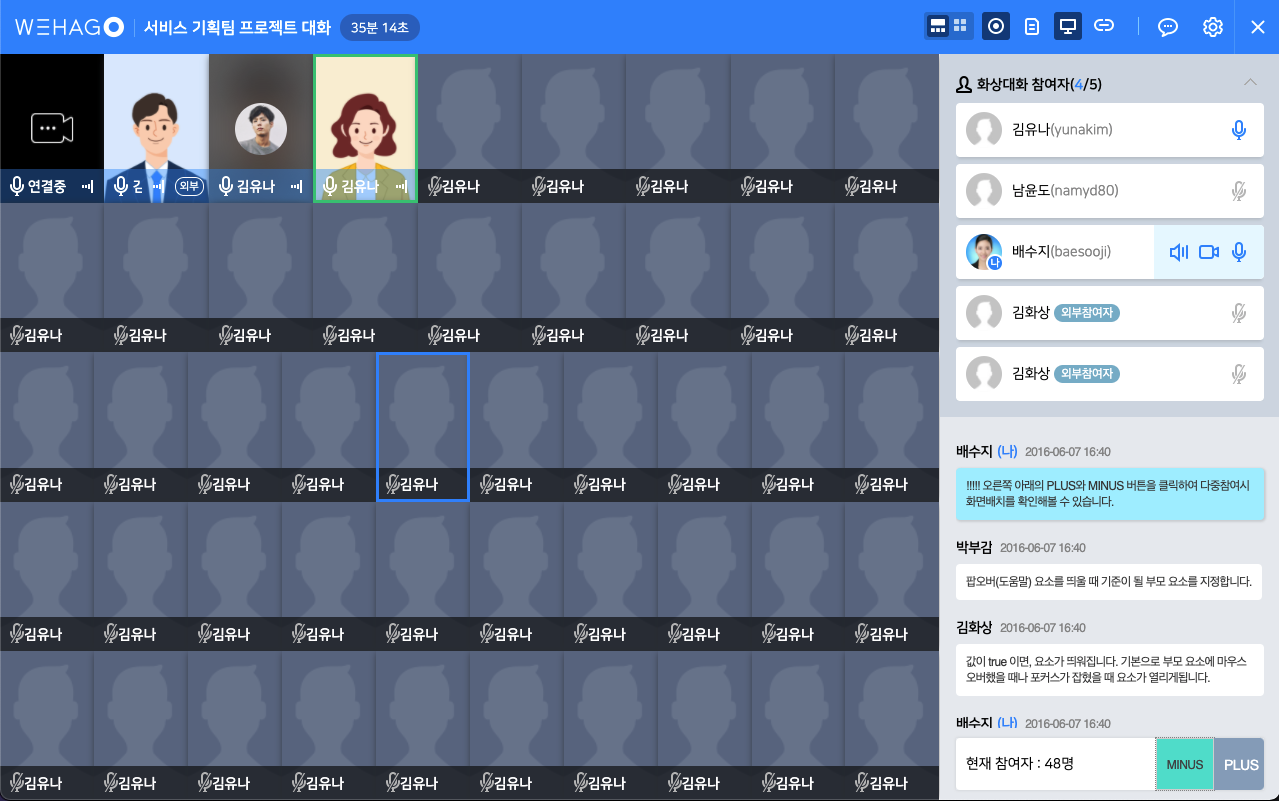 WEHAGO 서비스 기획팀 프로젝트 대화 35분 14초
연결중 김 외부 김유나 김유나 김유나 김유나 김유나 김유나 김유나
김유나 김유나 김유나 김유나 김유나 김유나 김유나 김유나 김유나
김유나 김유나 김유나 김유나 김유나 김유나 김유나 김유나 김유나 김유나
김유나 김유나 김유나 김유나 김유나 김유나 김유나 김유나 김유나 김유나
김유나 김유나 김유나 김유나 김유나 김유나 김유나 김유나 김유나 김유나
화상대화 참여자(4/5)
김유나(yunakim)
남윤도(namyd80)
나 배수지(baesooji)
김화상 외부참여자
김화상 외부참여자
배수지 (나) 2016-06-07 16:40
!!!!! 오른쪽 아래의 PLUS와 MINUS 버튼을 클릭하여 다중참여시
화면배치를 확인해볼 수 있습니다.
박부감 2016-06-07 16:40
팝오버(도움말) 요소를 띄울 때 기준이 될 부모 요소를 지정합니다.
김화상 2016-06-07 16:40
값이 true 이면, 요소가 띄워집니다. 기본으로 부모 요소에 마우스
오버했을 때나 포커스가 잡혔을 때 요소가 열리게됩니다.
배수지 (나) 2016-06-07 16:40
현재 참여자 : 48명 MINUS PLUS